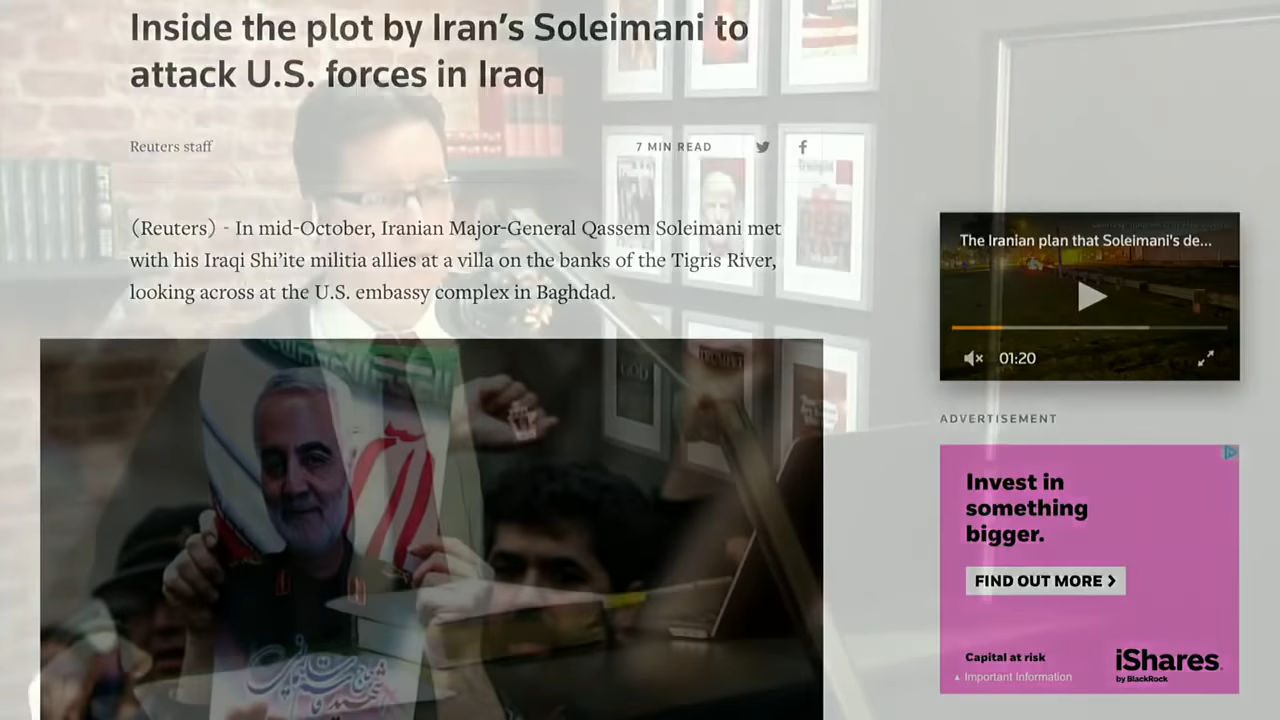 Inside the plot by Iran’s Soleimani to
attack U.S. forces in Iraq
Reuters staff
7 MIN READ
(Reuters) - In mid-October, Iranian Major-General Qassem Soleimani met
with his Iraqi Shi’ite militia allies at a villa on the banks of the Tigris River,
looking across at the U.S. embassy complex in Baghdad.
The Iranian plan that Soleimani's de...
01:20
ADVERTISEMENT
Invest in
something
bigger.
FIND OUT MORE >
Capital at risk
Important Information
iShares.
by BlackRock
GOD